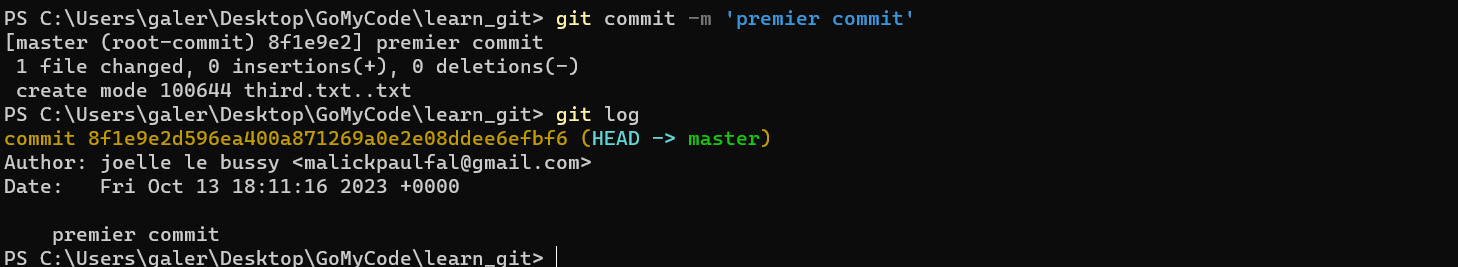 PS C:\Users\galer\Desktop\GoMyCode\learn_git> git commit -m 'premier commit'
[master (root-commit) 8f1e9e2] premier commit
 1 file changed, 0 insertions(+), 0 deletions(-)
 create mode 100644 third.txt..txt
PS C:\Users\galer\Desktop\GoMyCode\learn_git> git log
commit 8f1e9e2d596ea400a871269a0e2e08ddee6efbf6 (HEAD -> master)
Author: joelle le bussy <malickpaulfal@gmail.com>
Date:   Fri Oct 13 18:11:16 2023 +0000

    premier commit
PS C:\Users\galer\Desktop\GoMyCode\learn_git>